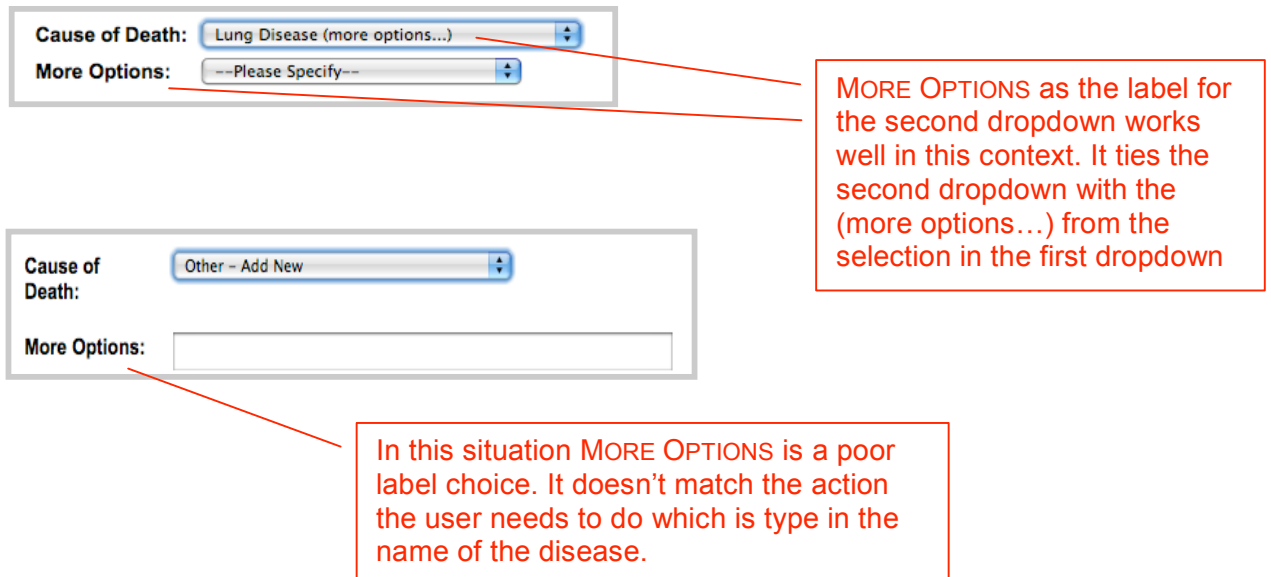 Cause of Death: Lung Disease (more options...)
More Options: --Please Specify--
MORE OPTIONS as the label for
the second dropdown works
well in this context. It ties the
second dropdown with the
(more options…) from the
selection in the first dropdown
Cause of Other – Add New
Death:
More Options:
In this situation MORE OPTIONS is a poor
label choice. It doesn’t match the action
the user needs to do which is type in the
name of the disease.